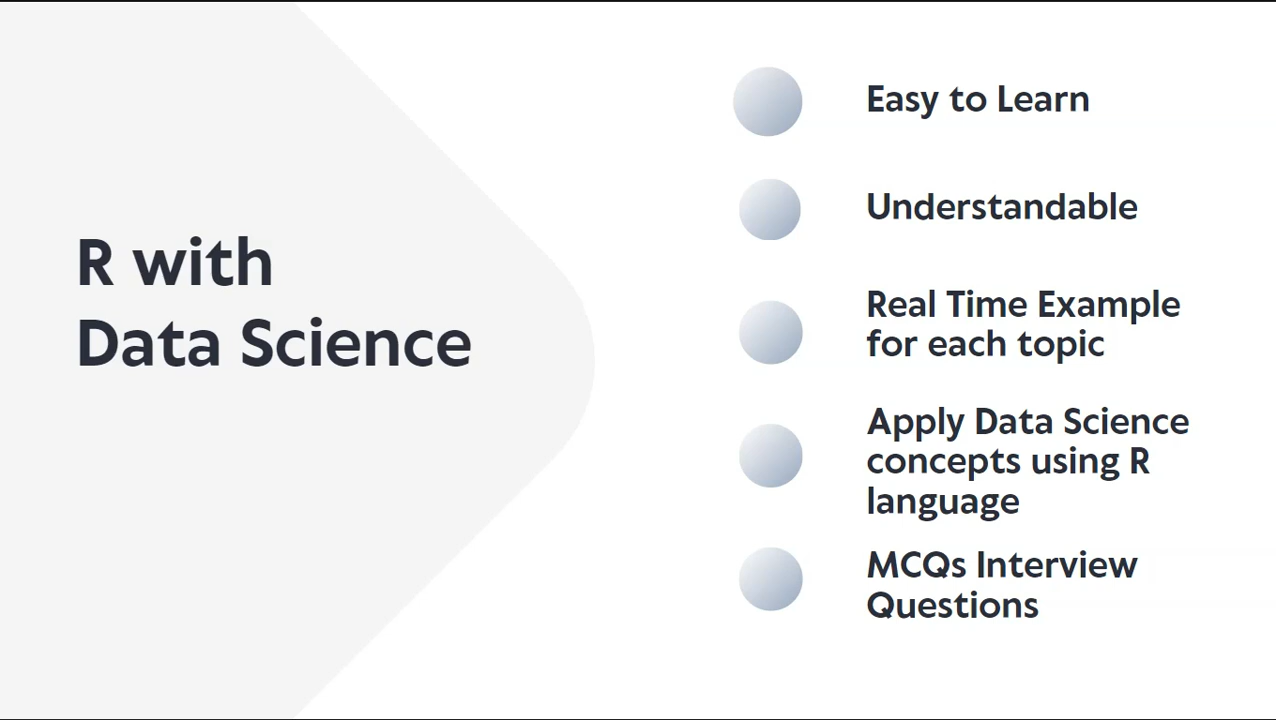 R with
Data Science
Easy to Learn
Understandable
Real Time Example
for each topic
Apply Data Science
concepts using R
language
MCQs Interview
Questions